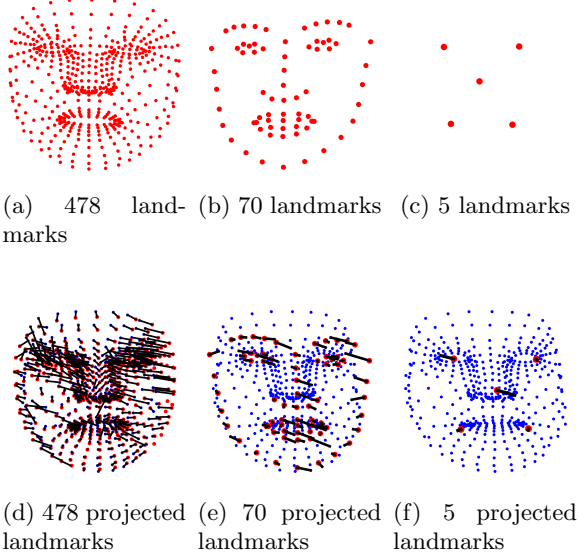 (a) 478 land-
marks
(b) 70 landmarks
(c) 5 landmarks
(d) 478 projected
landmarks
(e) 70 projected
landmarks
(f) 5 projected
landmarks